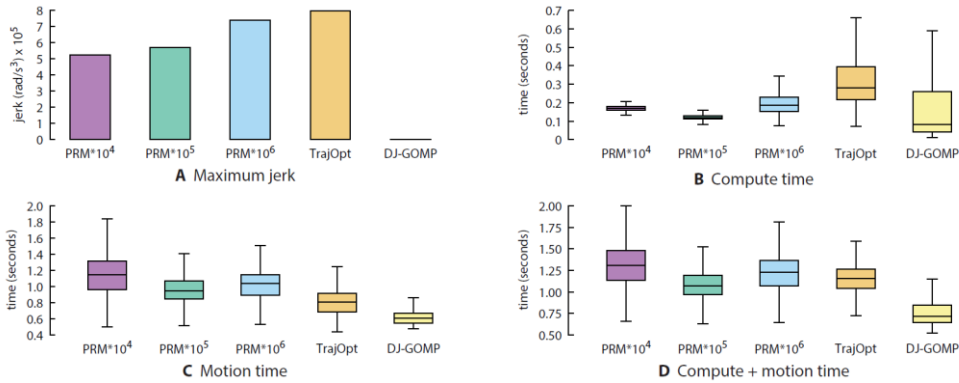 jerk (rad/s³) x 10⁵
8
7
6
5
4
3
2
1
0
PRM*10⁴ PRM*10⁵ PRM*10⁶ TrajOpt DJ-GOMP
A Maximum jerk
time (seconds)
0.7
0.6
0.5
0.4
0.3
0.2
0.1
0
PRM*10⁴ PRM*10⁵ PRM*10⁶ TrajOpt DJ-GOMP
B Compute time
time (seconds)
2.0
1.8
1.6
1.4
1.2
1.0
0.8
0.6
0.4
PRM*10⁴ PRM*10⁵ PRM*10⁶ TrajOpt DJ-GOMP
C Motion time
time (seconds)
2.00
1.75
1.50
1.25
1.00
0.75
0.50
PRM*10⁴ PRM*10⁵ PRM*10⁶ TrajOpt DJ-GOMP
D Compute + motion time